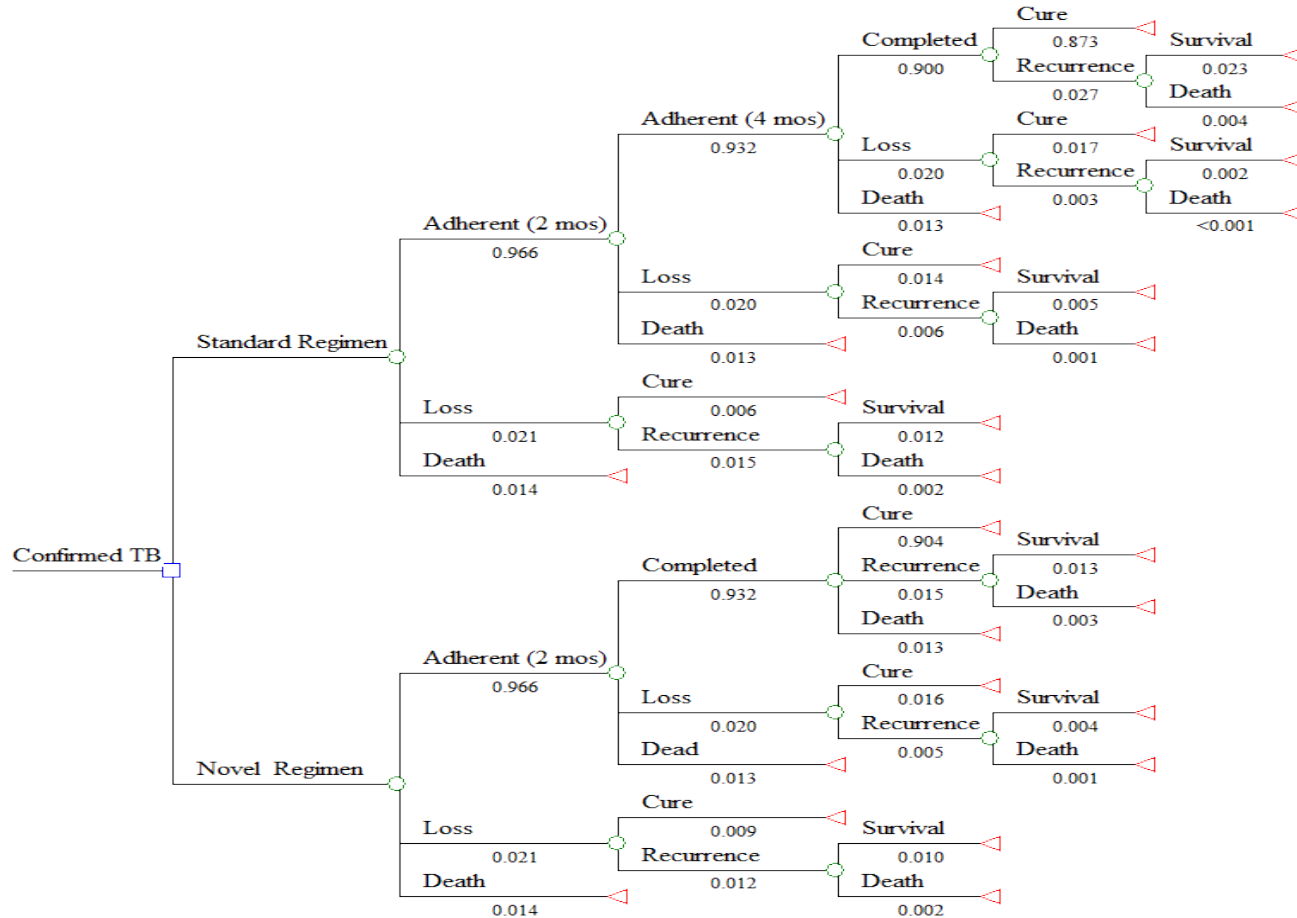 Cure
Completed
0.873
Survival
0.900
Recurrence
0.023
0.027
Death
Adherent (4 mos)
Cure
0.004
0.932
Loss
0.017
Survival
0.020
Recurrence
0.002
Death
0.003
Death
0.013
<0.001
Adherent (2 mos)
Cure
0.966
Loss
0.014
Survival
0.020
Recurrence
0.005
Death
0.006
Death
0.013
0.001
Standard Regimen
Cure
Loss
0.006
Survival
0.021
Recurrence
0.012
Death
0.015
Death
0.014
0.002
Confirmed TB
Cure
Completed
0.904
Survival
0.932
Recurrence
0.013
0.015
Death
Death
0.003
0.013
Adherent (2 mos)
Cure
0.966
Loss
0.016
Survival
0.020
Recurrence
0.004
Dead
0.005
Death
0.013
0.001
Novel Regimen
Cure
Loss
0.009
Survival
0.021
Recurrence
0.010
Death
0.012
Death
0.014
0.002